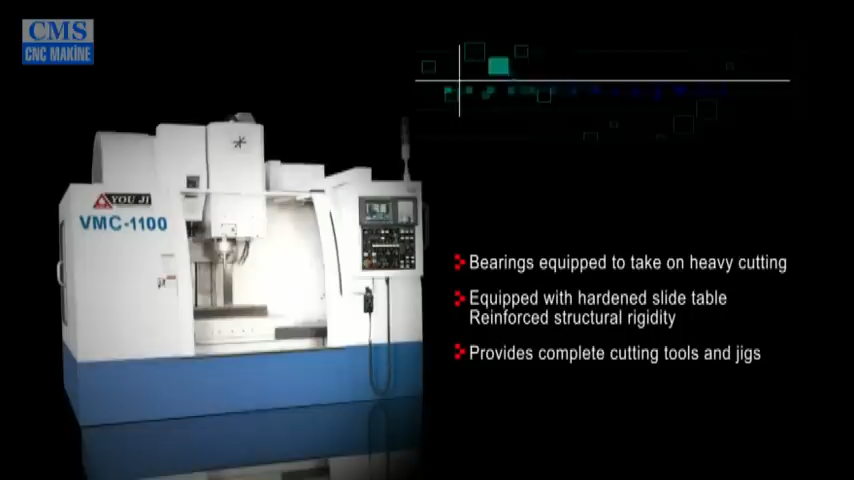 CMS
CNC MAKİNE
YOU JI
VMC-1100
Bearings equipped to take on heavy cutting
Equipped with hardened slide table
Reinforced structural rigidity
Provides complete cutting tools and jigs